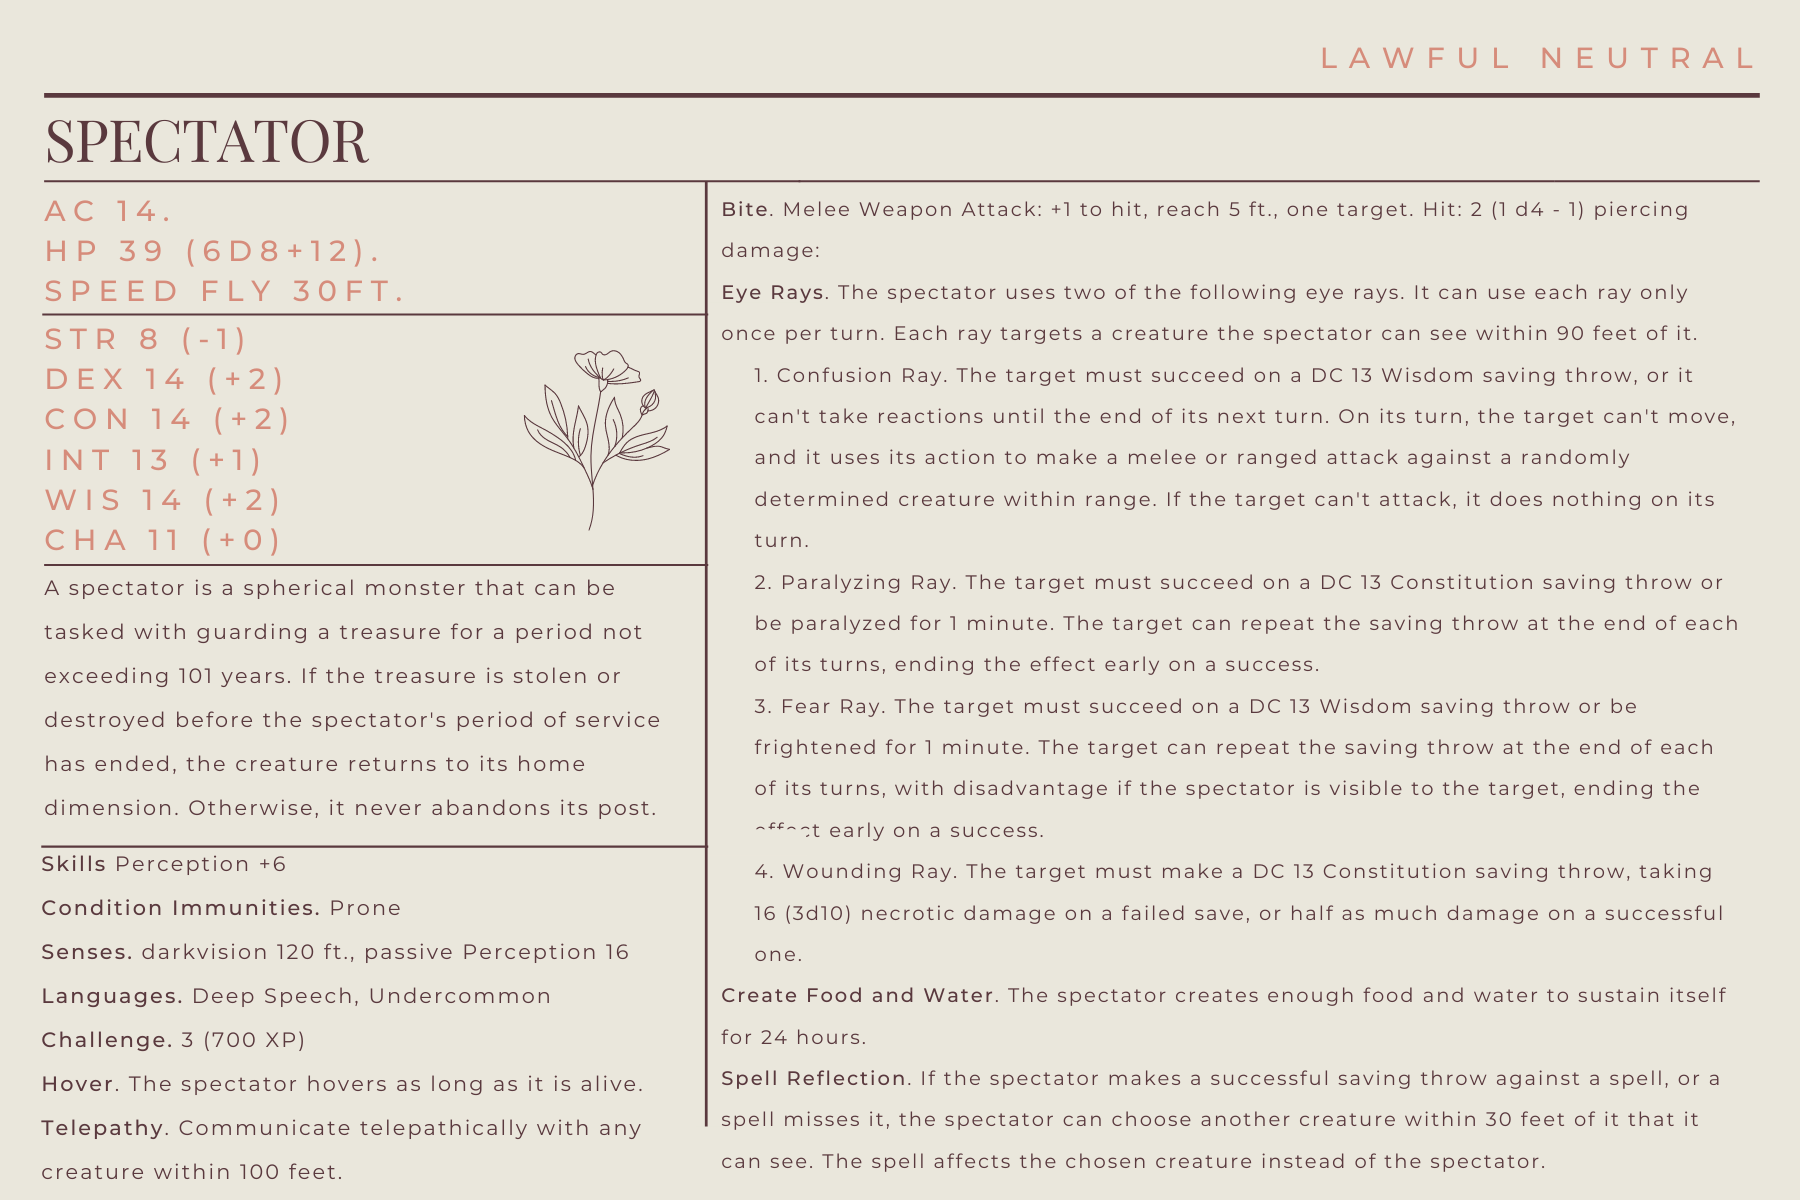 LAWFUL NEUTRAL
SPECTATOR
AC 14.
HP 39 (6D8+12).
SPEED FLY 30FT.
STR 8 (-1)
DEX 14 (+2)
CON 14 (+2)
INT 13 (+1)
WIS 14 (+2)
CHA 11 (+0)
A spectator is a spherical monster that can be
tasked with guarding a treasure for a period not
exceeding 101 years. If the treasure is stolen or
destroyed before the spectator's period of service
has ended, the creature returns to its home
dimension. Otherwise, it never abandons its post.
Skills Perception +6
Condition Immunities. Prone
Senses. darkvision 120 ft., passive Perception 16
Languages. Deep Speech, Undercommon
Challenge. 3 (700 XP)
Hover. The spectator hovers as long as it is alive.
Telepathy. Communicate telepathically with any
creature within 100 feet.
Bite. Melee Weapon Attack: +1 to hit, reach 5 ft., one target. Hit: 2 (1 d4 - 1) piercing
damage:
Eye Rays. The spectator uses two of the following eye rays. It can use each ray only
once per turn. Each ray targets a creature the spectator can see within 90 feet of it.
1. Confusion Ray. The target must succeed on a DC 13 Wisdom saving throw, or it
can't take reactions until the end of its next turn. On its turn, the target can't move,
and it uses its action to make a melee or ranged attack against a randomly
determined creature within range. If the target can't attack, it does nothing on its
turn.
2. Paralyzing Ray. The target must succeed on a DC 13 Constitution saving throw or
be paralyzed for 1 minute. The target can repeat the saving throw at the end of each
of its turns, ending the effect early on a success.
3. Fear Ray. The target must succeed on a DC 13 Wisdom saving throw or be
frightened for 1 minute. The target can repeat the saving throw at the end of each
of its turns, with disadvantage if the spectator is visible to the target, ending the
effect early on a success.
4. Wounding Ray. The target must make a DC 13 Constitution saving throw, taking
16 (3d10) necrotic damage on a failed save, or half as much damage on a successful
one.
Create Food and Water. The spectator creates enough food and water to sustain itself
for 24 hours.
Spell Reflection. If the spectator makes a successful saving throw against a spell, or a
spell misses it, the spectator can choose another creature within 30 feet of it that it
can see. The spell affects the chosen creature instead of the spectator.